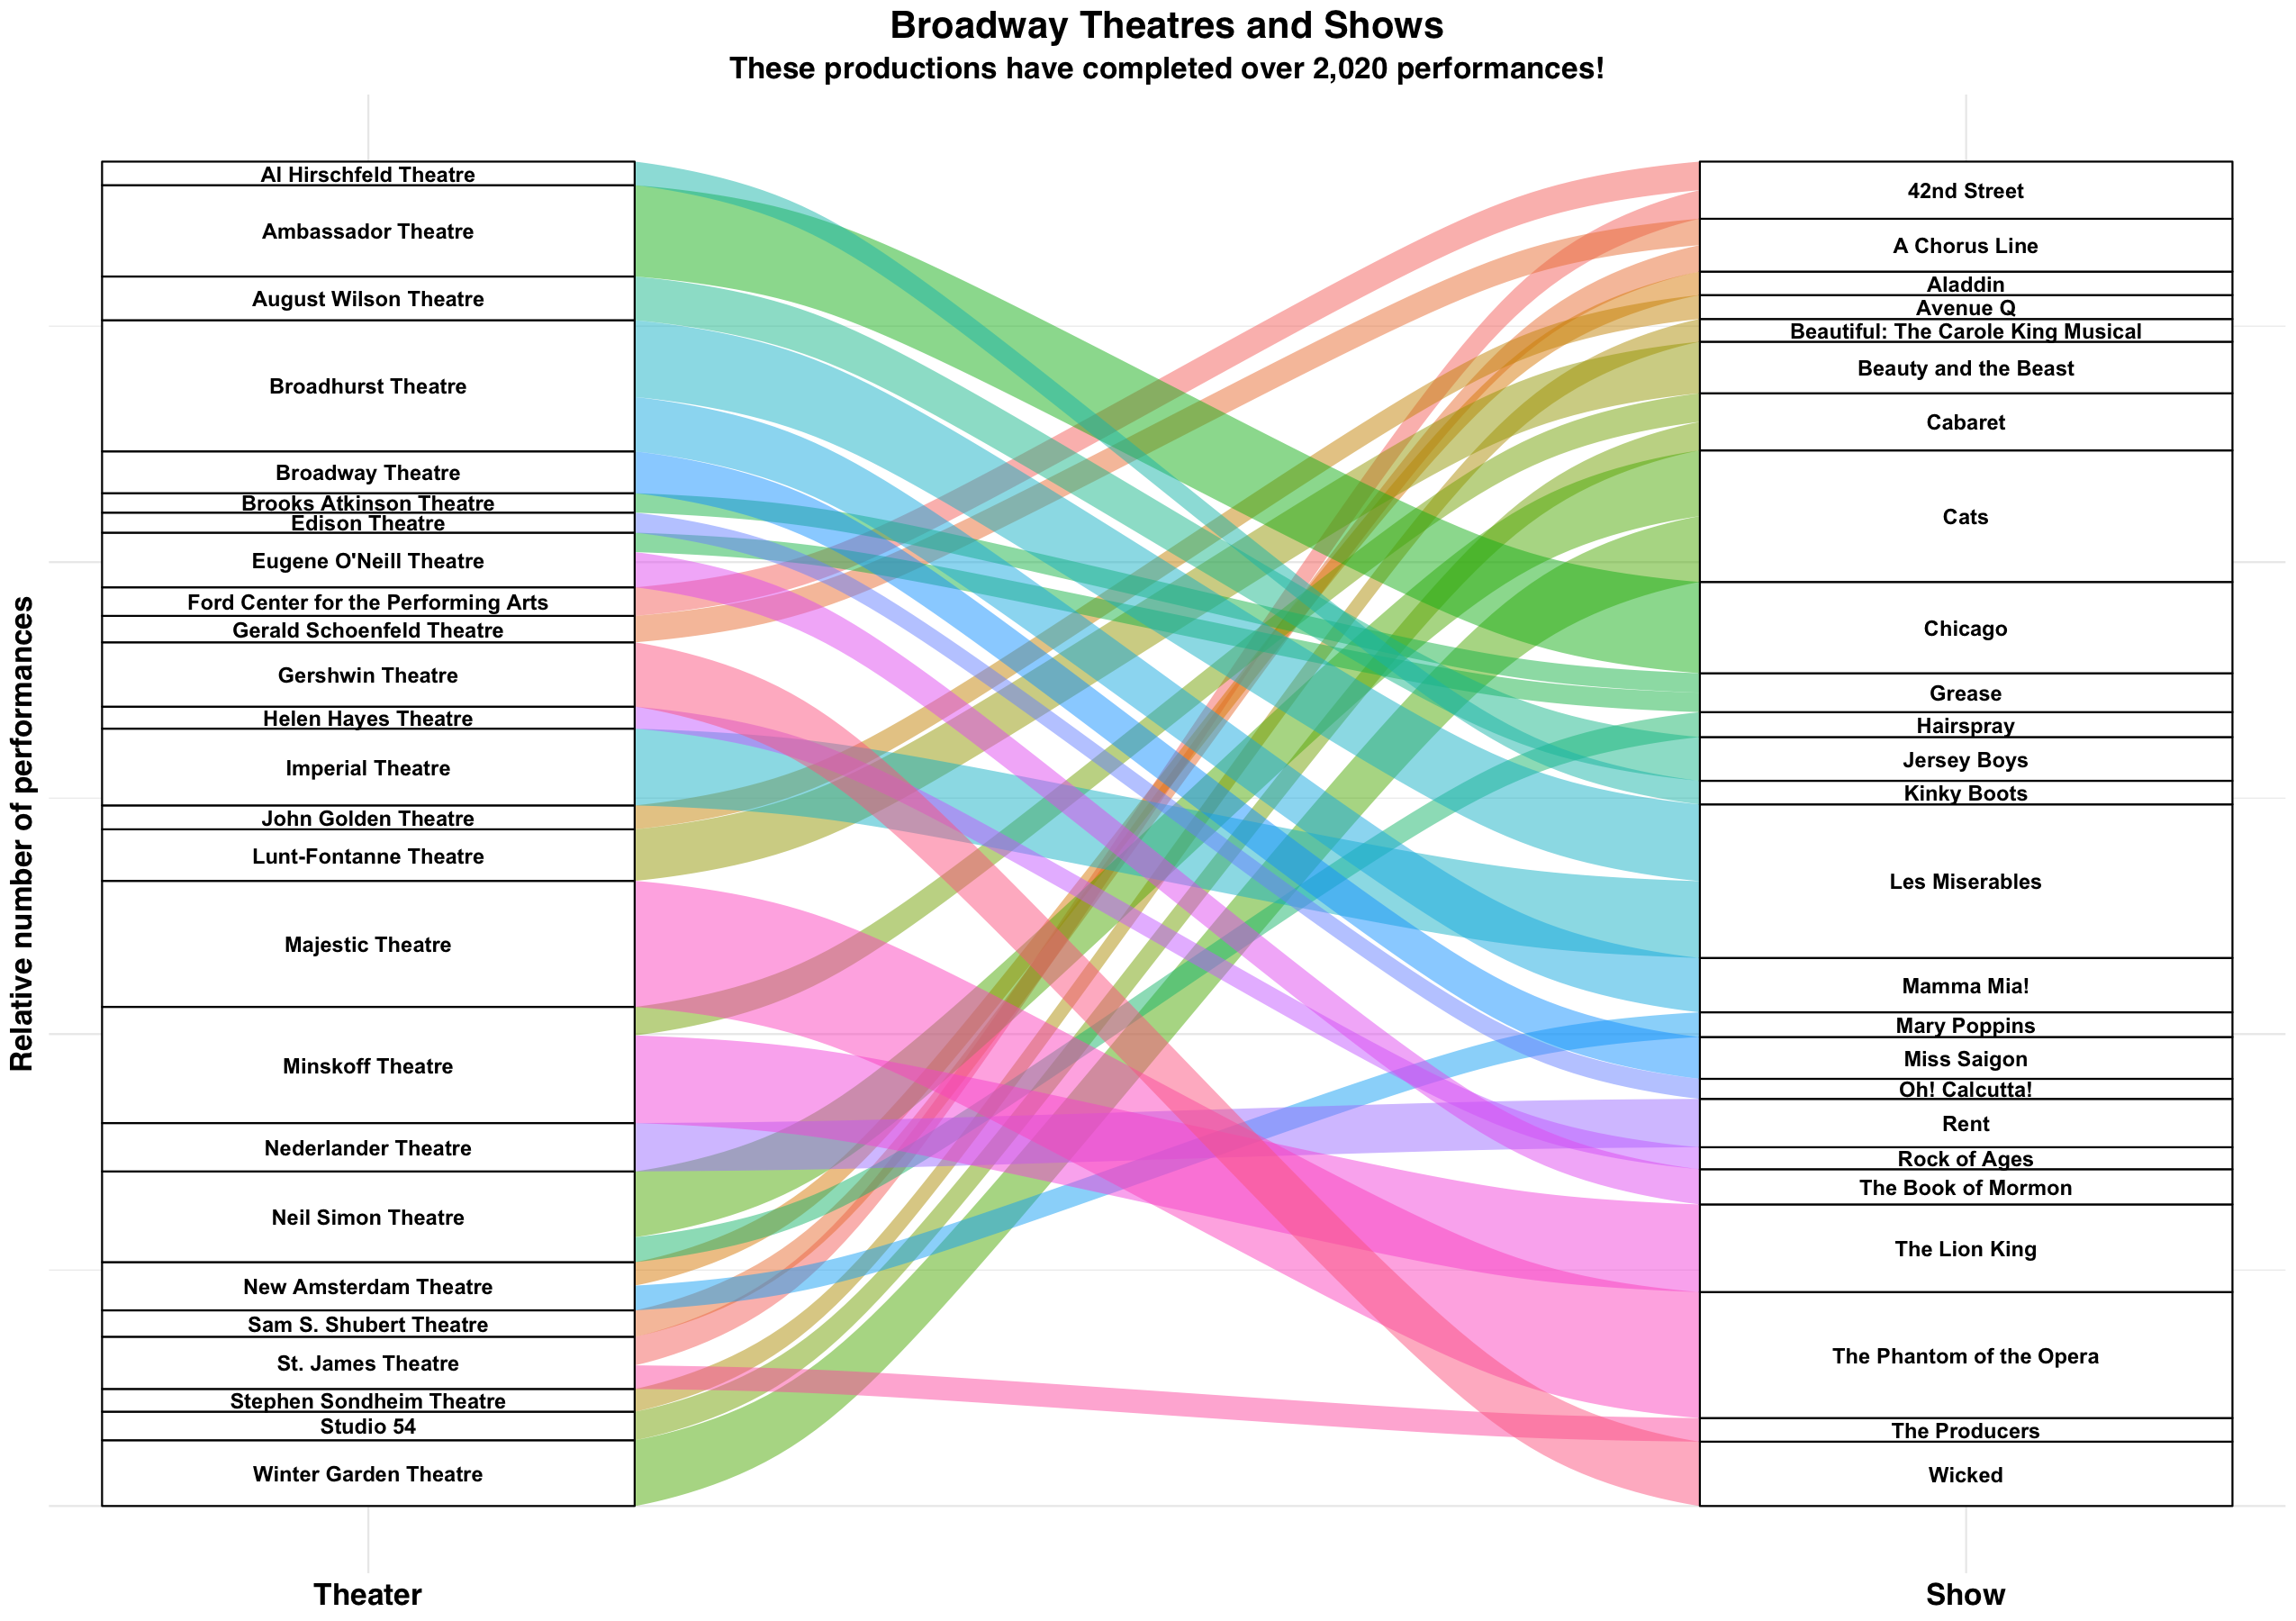 Broadway Theatres and Shows
These productions have completed over 2,020 performances!
Relative number of performances
Al Hirschfeld Theatre
Ambassador Theatre
August Wilson Theatre
Broadhurst Theatre
Broadway Theatre
Brooks Atkinson Theatre
Edison Theatre
Eugene O'Neill Theatre
Ford Center for the Performing Arts
Gerald Schoenfeld Theatre
Gershwin Theatre
Helen Hayes Theatre
Imperial Theatre
John Golden Theatre
Lunt-Fontanne Theatre
Majestic Theatre
Minskoff Theatre
Nederlander Theatre
Neil Simon Theatre
New Amsterdam Theatre
Sam S. Shubert Theatre
St. James Theatre
Stephen Sondheim Theatre
Studio 54
Winter Garden Theatre
42nd Street
A Chorus Line
Aladdin
Avenue Q
Beautiful: The Carole King Musical
Beauty and the Beast
Cabaret
Cats
Chicago
Grease
Hairspray
Jersey Boys
Kinky Boots
Les Miserables
Mamma Mia!
Mary Poppins
Miss Saigon
Oh! Calcutta!
Rent
Rock of Ages
The Book of Mormon
The Lion King
The Phantom of the Opera
The Producers
Wicked
Theater
Show